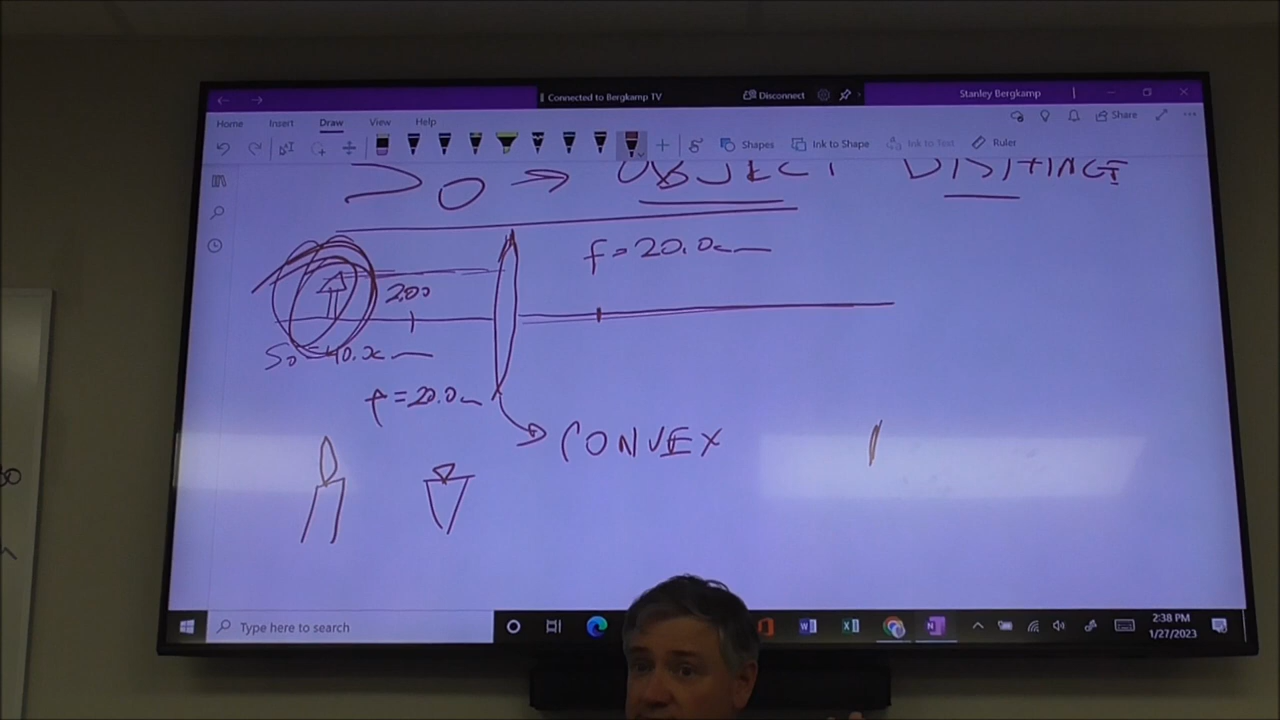 Connected to Bergkamp TV Disconnect Stanley Bergkamp
Home Insert Draw View Help Share
Shapes Ink to Shape Ink to Text Ruler
So → OBJECT DISTANCE
f = 20.0cm
200
So = 40.0cm
f = 20.0cm
CONVEX
Type here to search
2:38 PM
1/27/2023